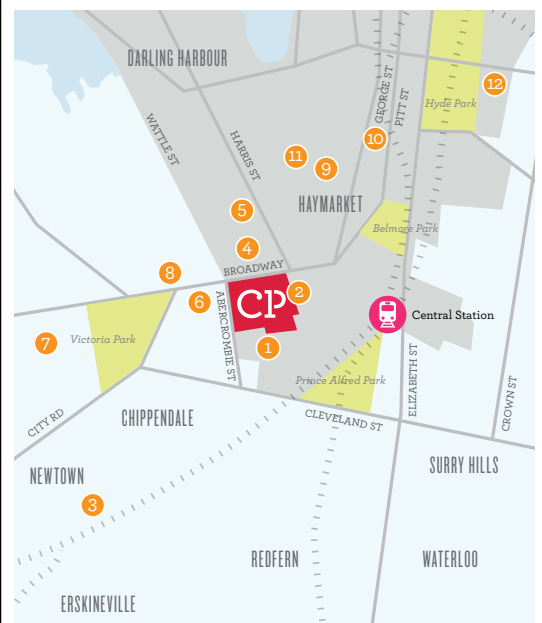 DARLING HARBOUR
12
Hyde Park
GEORGE ST
PITT ST
WATTLE ST
HARRIS ST
10
11
9
HAYMARKET
5
Belmore Park
4
BROADWAY
8
6
CP
2
Central Station
ABERCROMBIE ST
7
Victoria Park
1
ELIZABETH ST
Prince Alfred Park
CROWN ST
CITY RD
CHIPPENDALE
CLEVELAND ST
NEWTOWN
SURRY HILLS
3
REDFERN
WATERLOO
ERSKINEVILLE